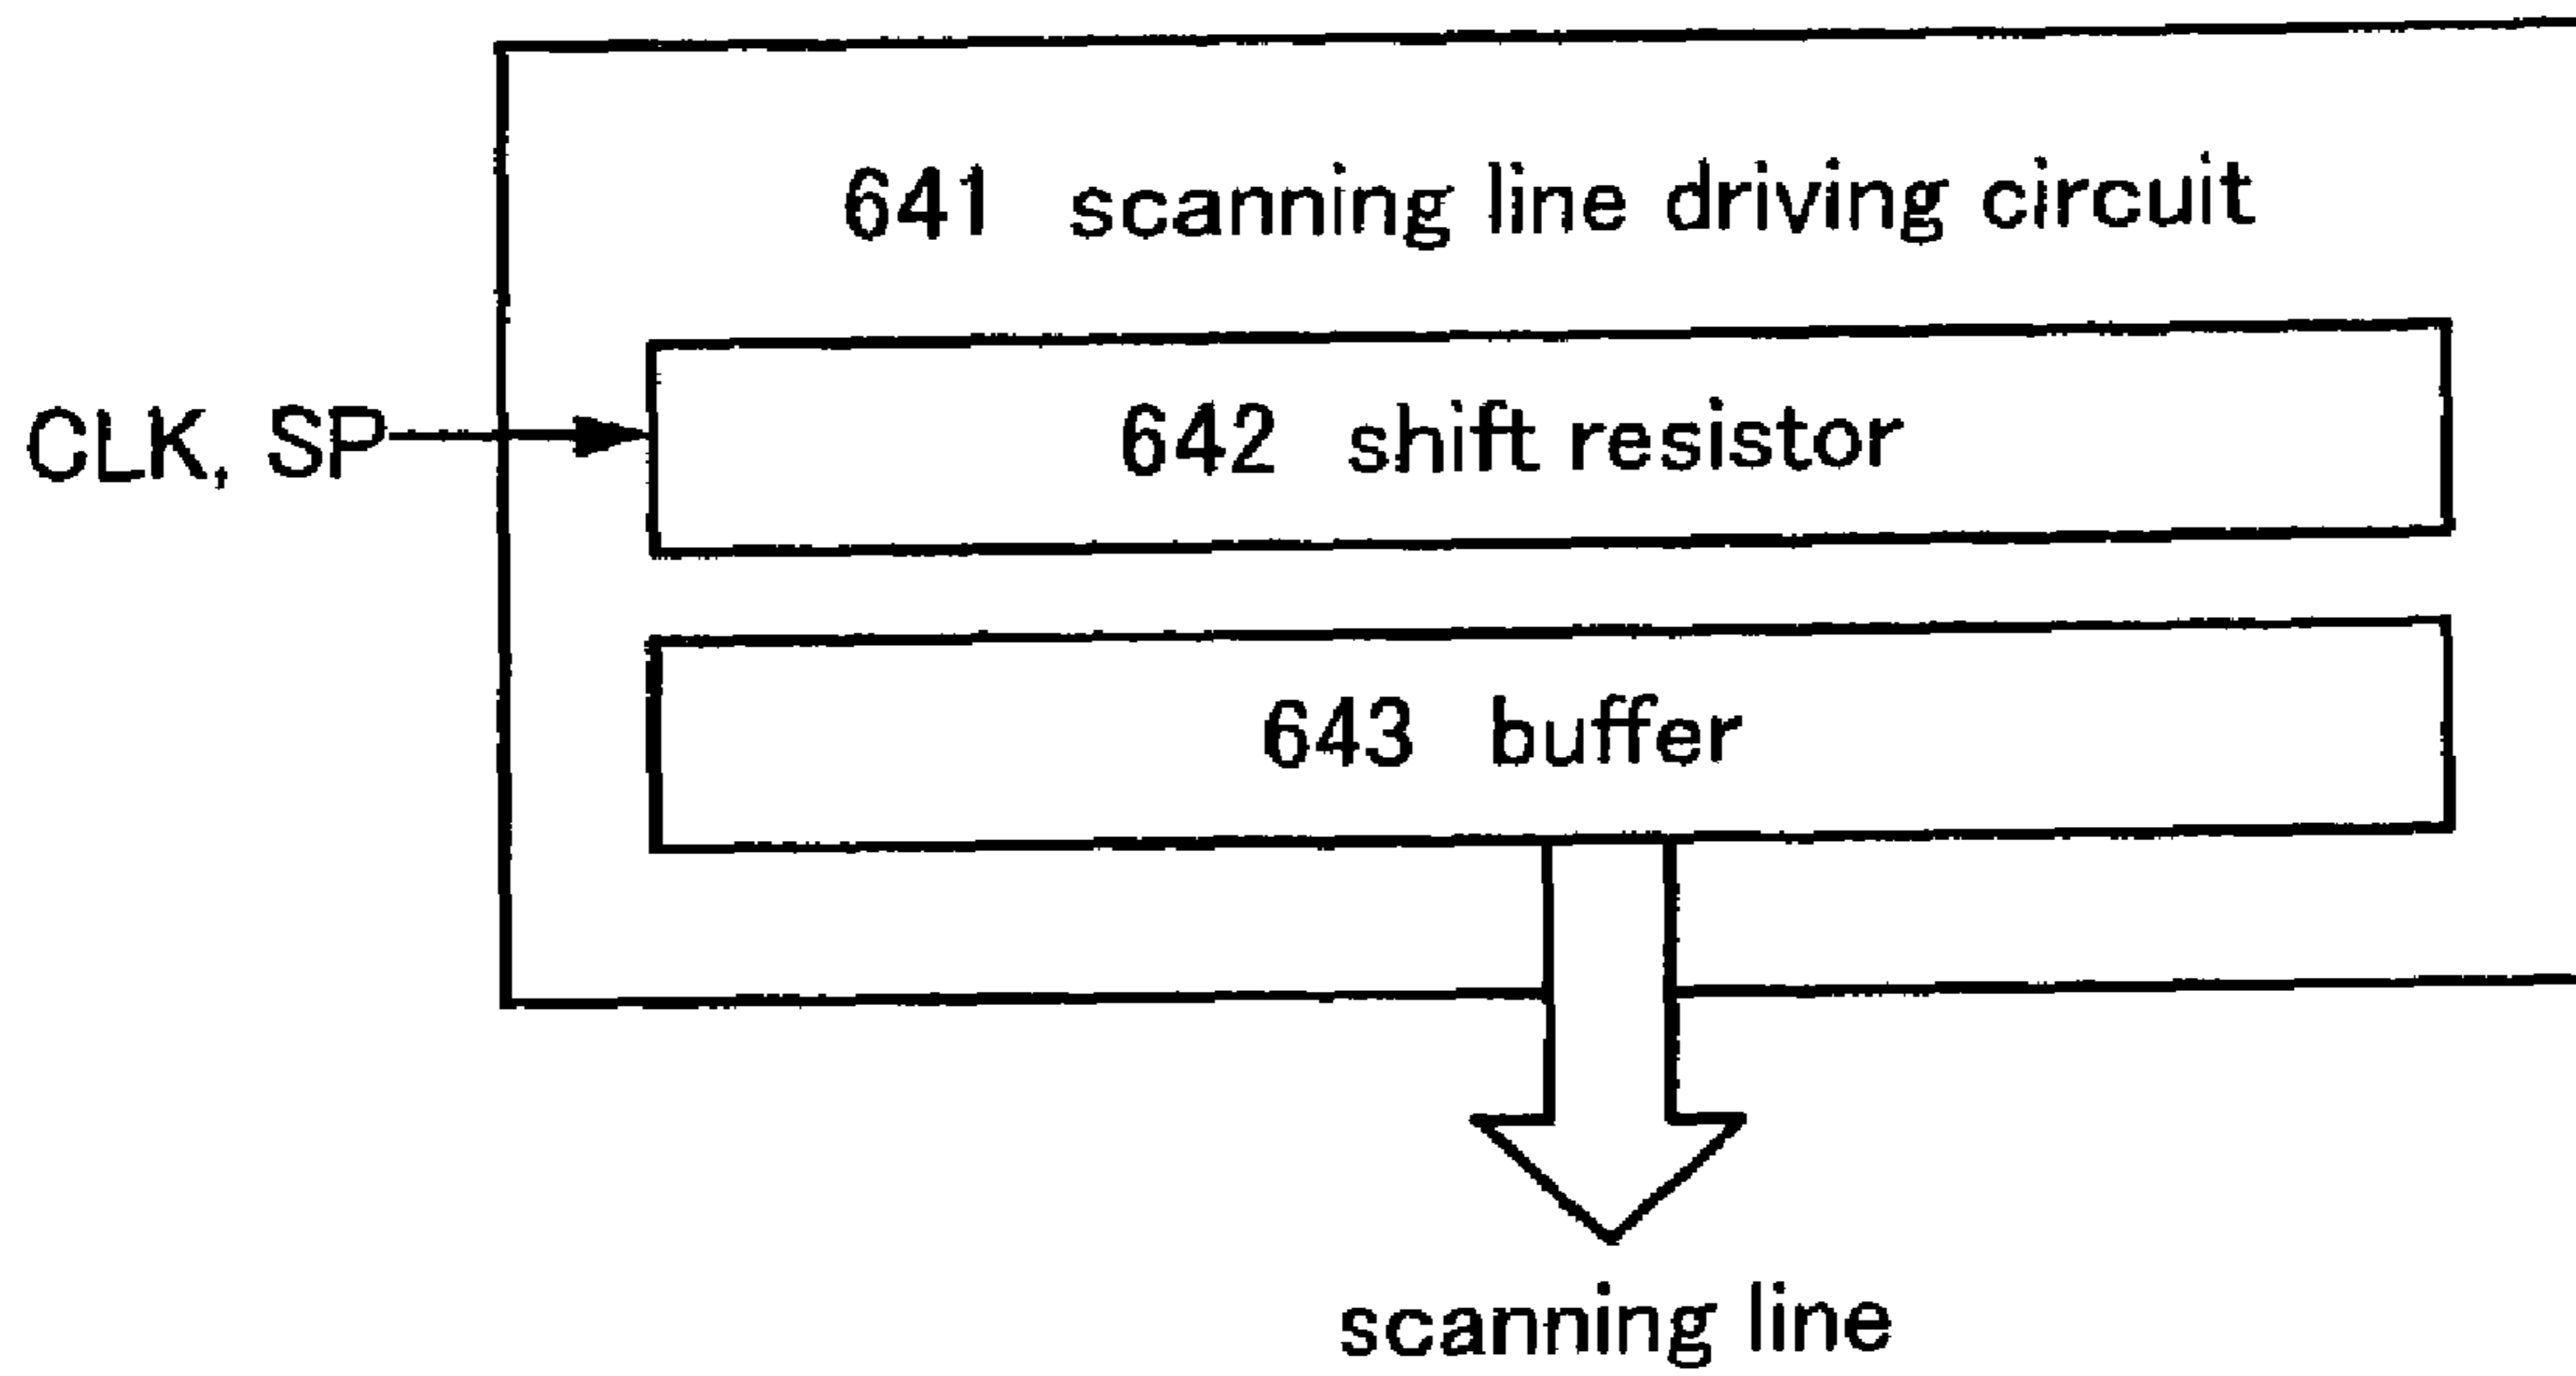 641 scanning line driving circuit
CLK, SP
642 shift resistor
643 buffer
scanning line